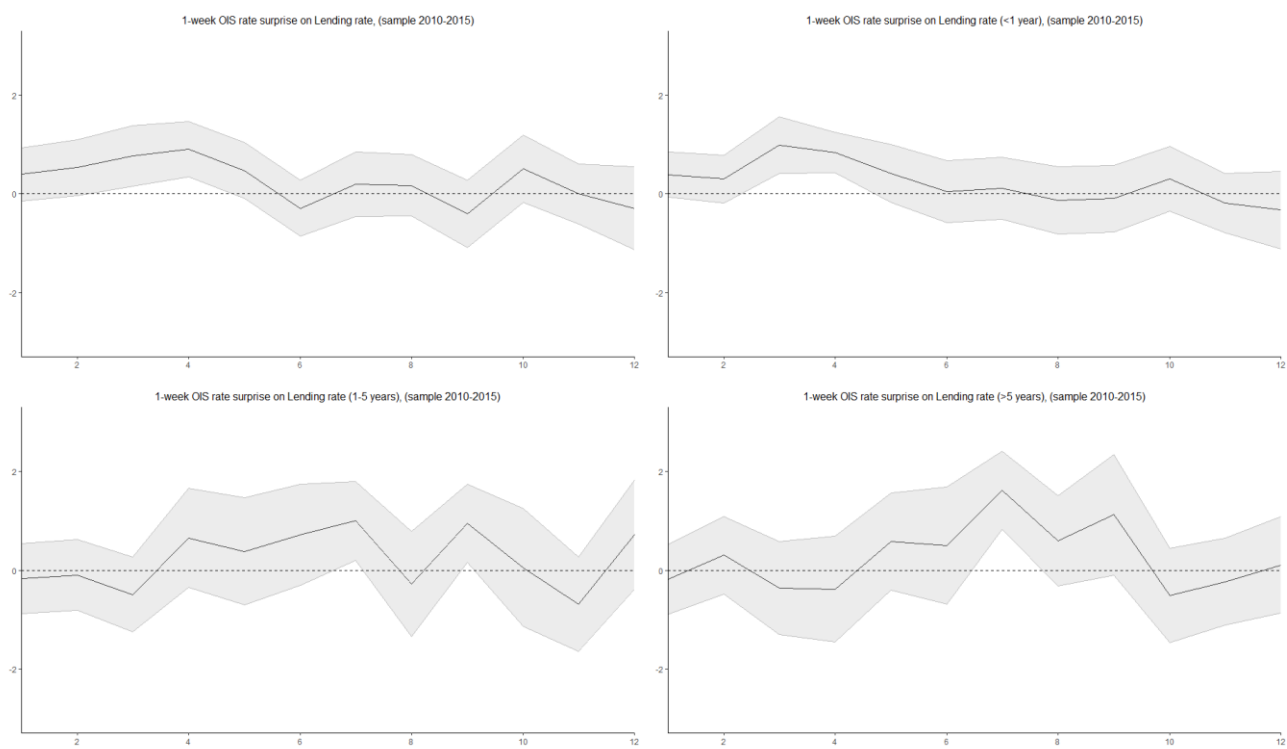 1-week OIS rate surprise on Lending rate, (sample 2010-2015)
2
0
-2
2 4 6 8 10 12
1-week OIS rate surprise on Lending rate (<1 year), (sample 2010-2015)
2
0
-2
2 4 6 8 10 12
1-week OIS rate surprise on Lending rate (1-5 years), (sample 2010-2015)
2
0
-2
2 4 6 8 10 12
1-week OIS rate surprise on Lending rate (>5 years), (sample 2010-2015)
2
0
-2
2 4 6 8 10 12